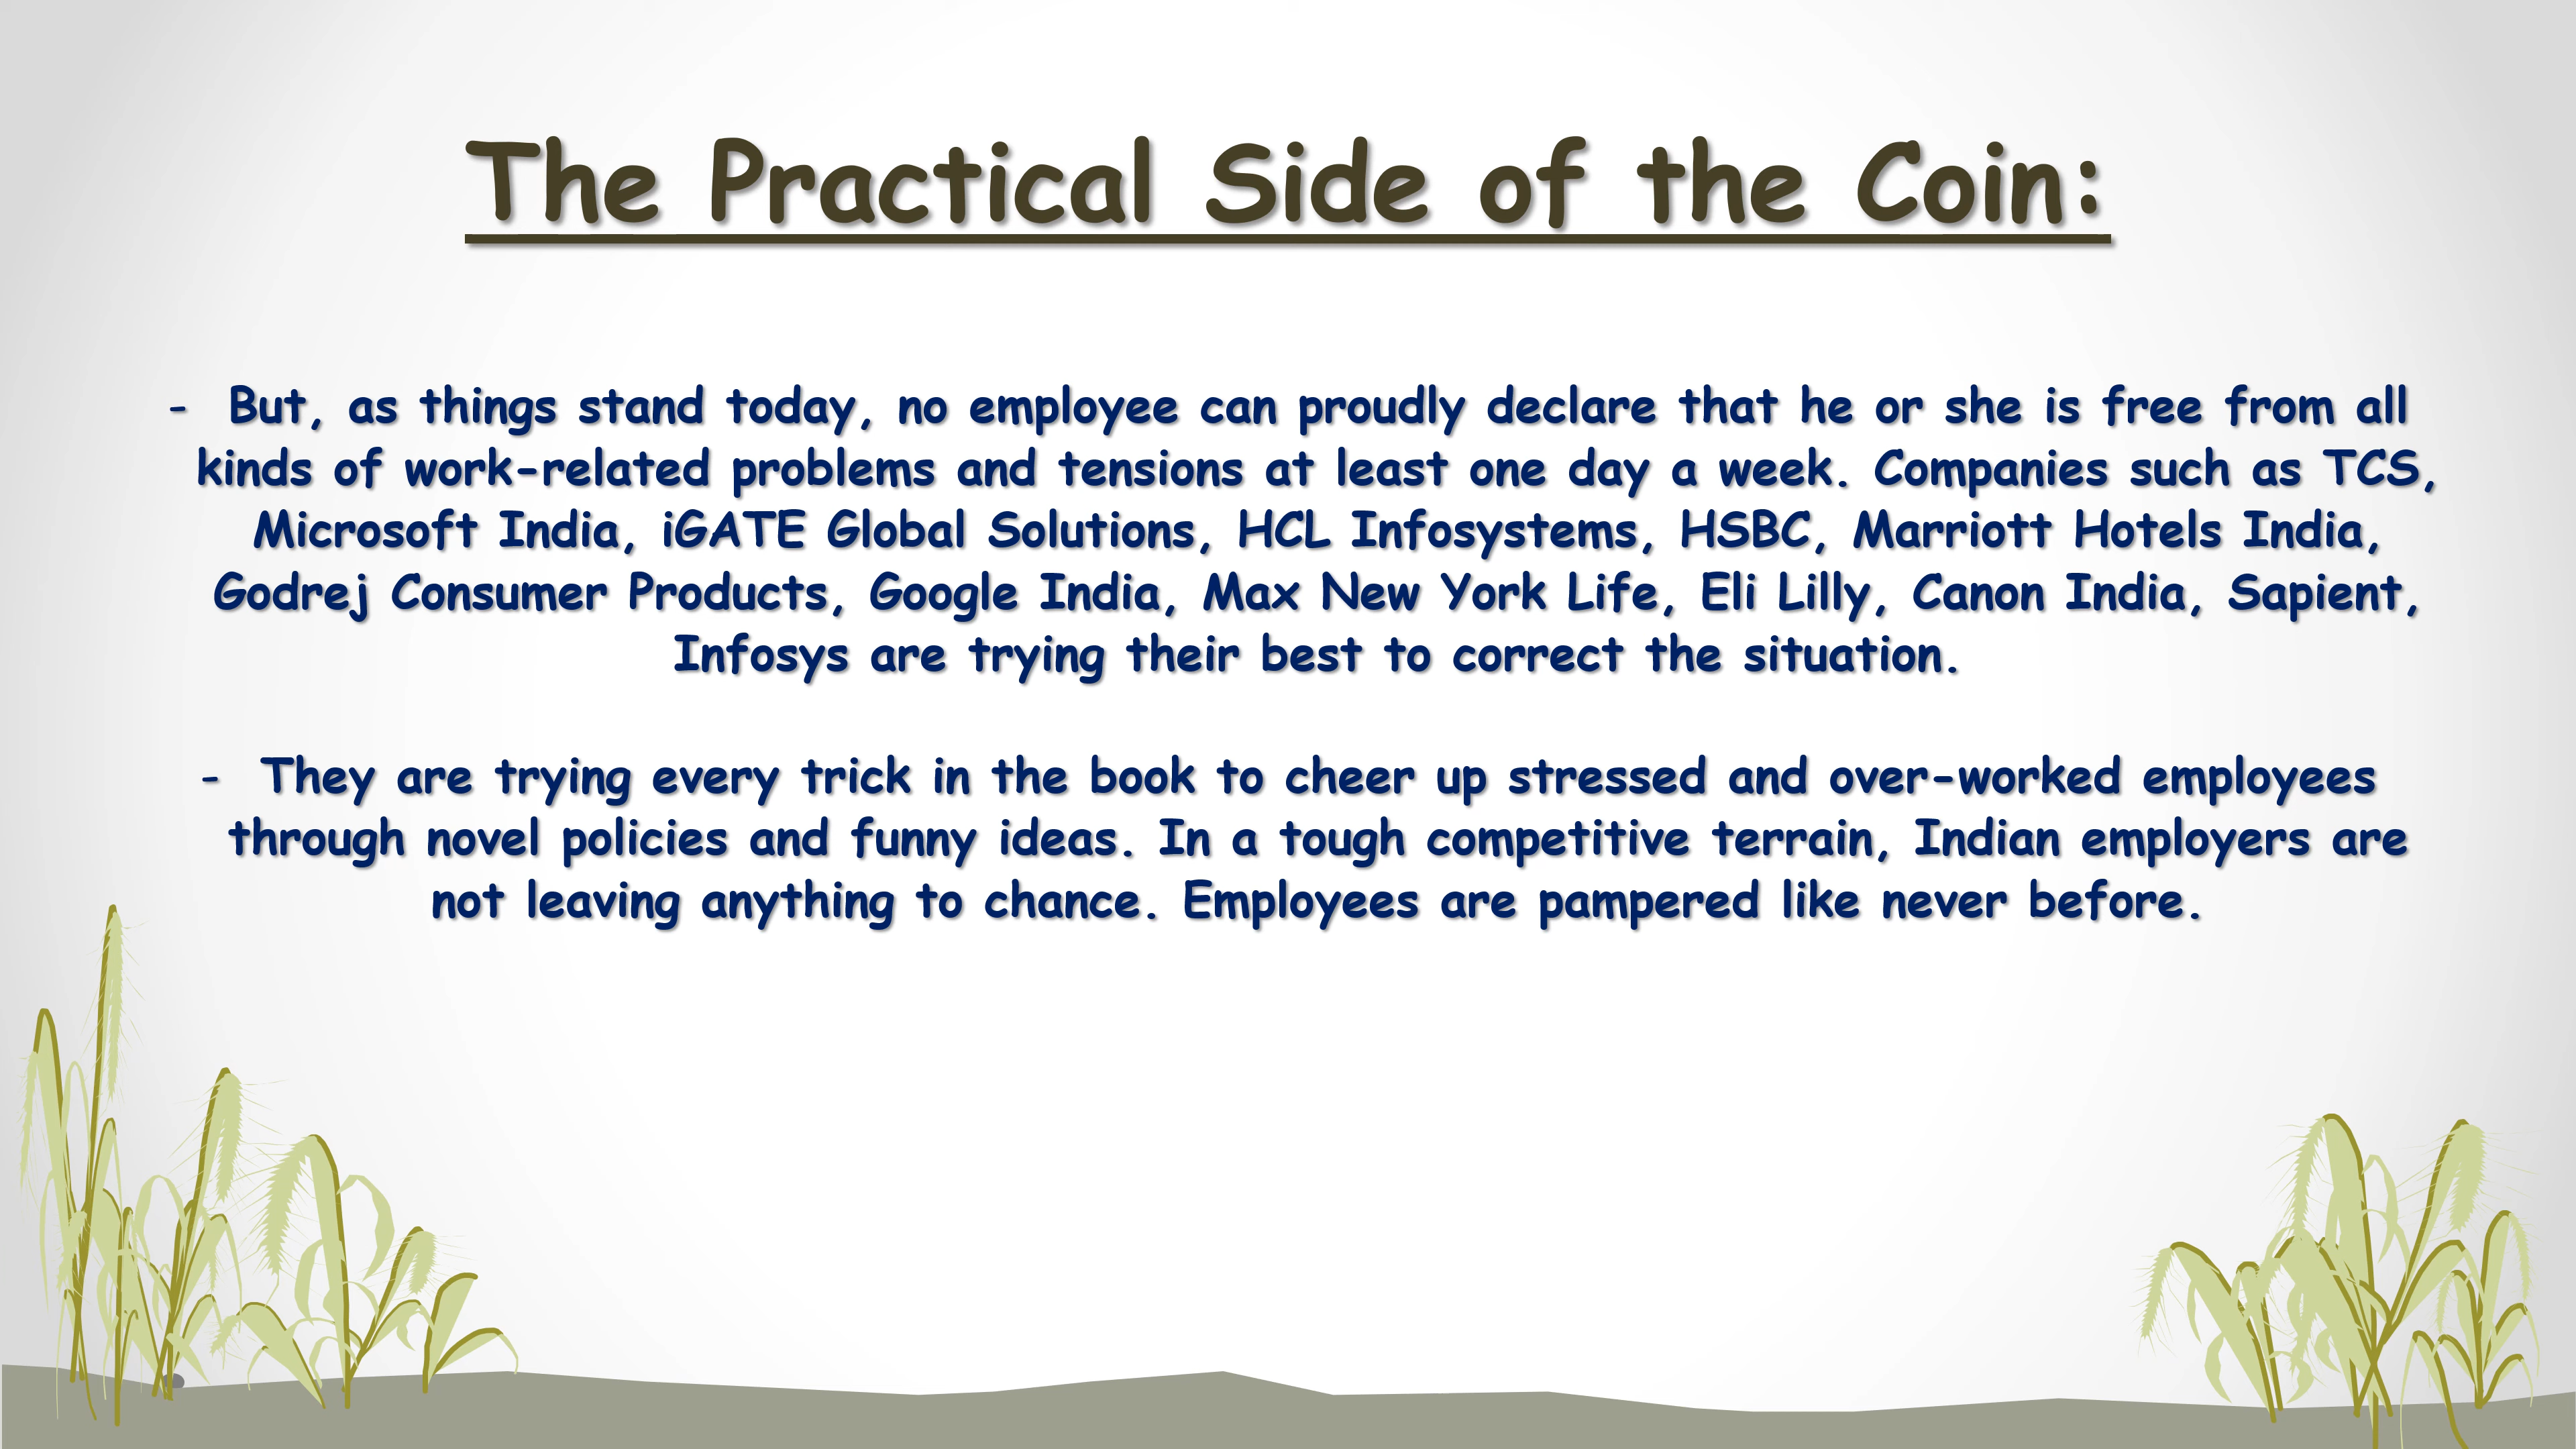 The Practical Side of the Coin:
- But, as things stand today, no employee can proudly declare that he or she is free from all
kinds of work-related problems and tensions at least one day a week. Companies such as TCS,
Microsoft India, iGATE Global Solutions, HCL Infosystems, HSBC, Marriott Hotels India,
Godrej Consumer Products, Google India, Max New York Life, Eli Lilly, Canon India, Sapient,
Infosys are trying their best to correct the situation.
- They are trying every trick in the book to cheer up stressed and over-worked employees
through novel policies and funny ideas. In a tough competitive terrain, Indian employers are
not leaving anything to chance. Employees are pampered like never before.